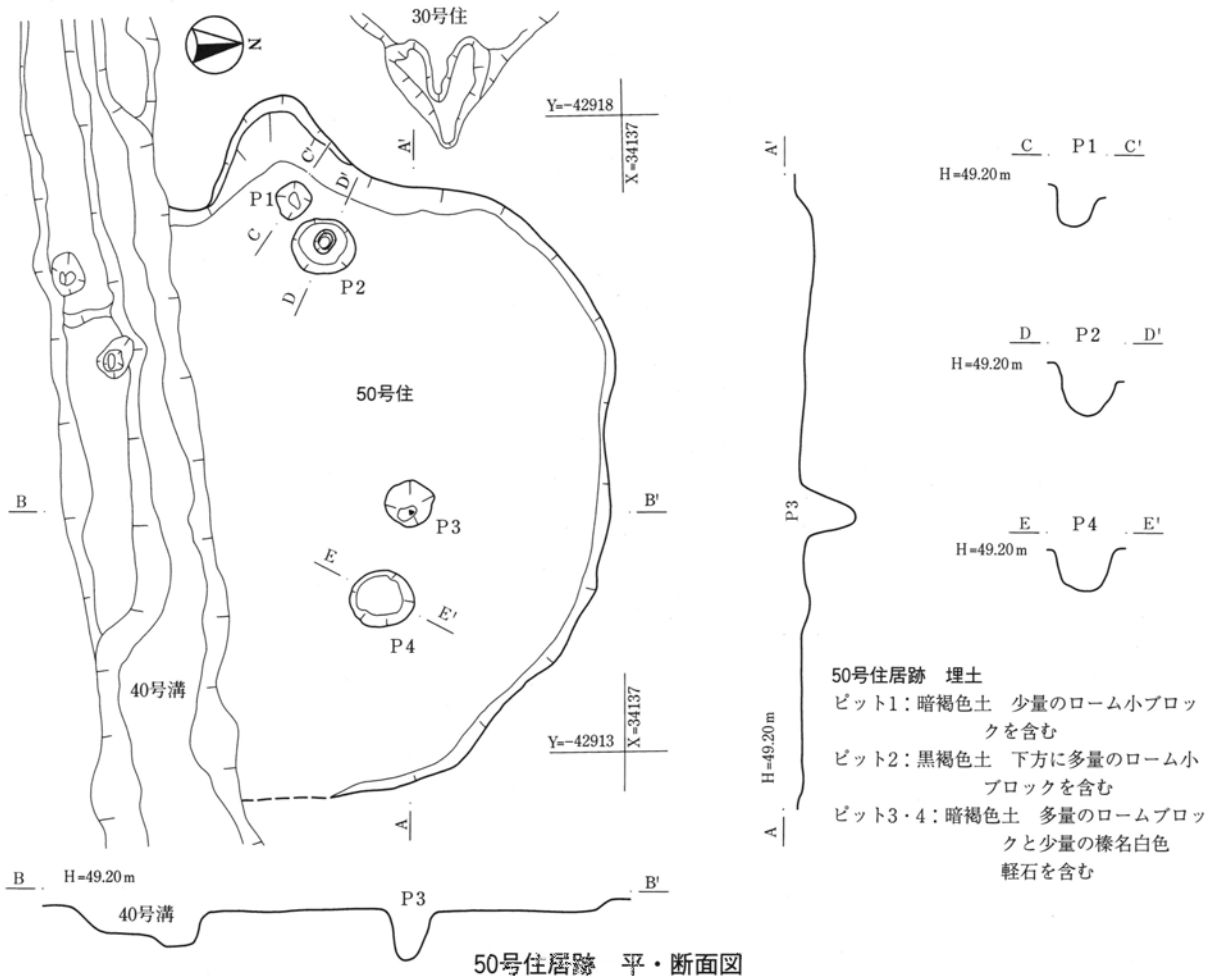 30号住
N
Y=-42918
X=34137
A'
C'
D'
P1
C
P2
D
50号住
B
B'
P3
E
E'
P4
40号溝
Y=-42913
X=34137
A
B
H=49.20m
B'
40号溝
P3
A'
P3
H=49.20m
A
C P1 C'
H=49.20m
D P2 D'
H=49.20m
E P4 E'
H=49.20m
50号住居跡 埋土
ピット1：暗褐色土 少量のローム小ブロッ
クを含む
ピット2：黒褐色土 下方に多量のローム小
ブロックを含む
ピット3・4：暗褐色土 多量のロームブロッ
クと少量の榛名白色
軽石を含む
50号住居跡 平・断面図